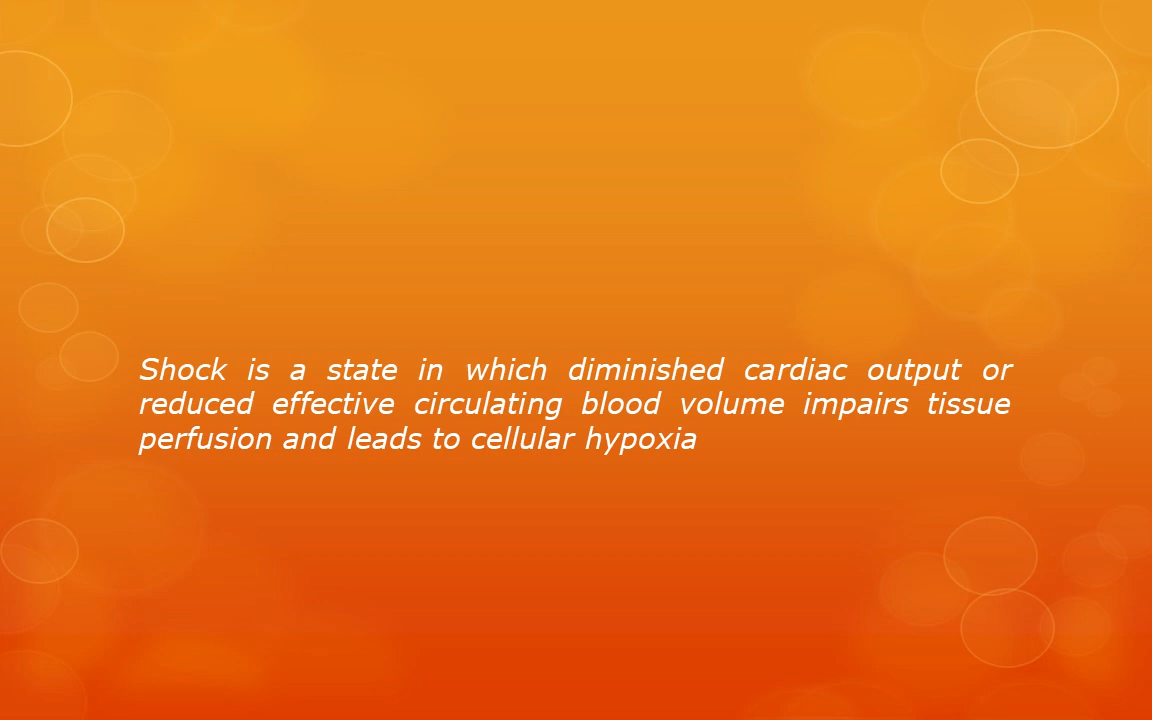 Shock is a state in which diminished cardiac output or
reduced effective circulating blood volume impairs tissue
perfusion and leads to cellular hypoxia